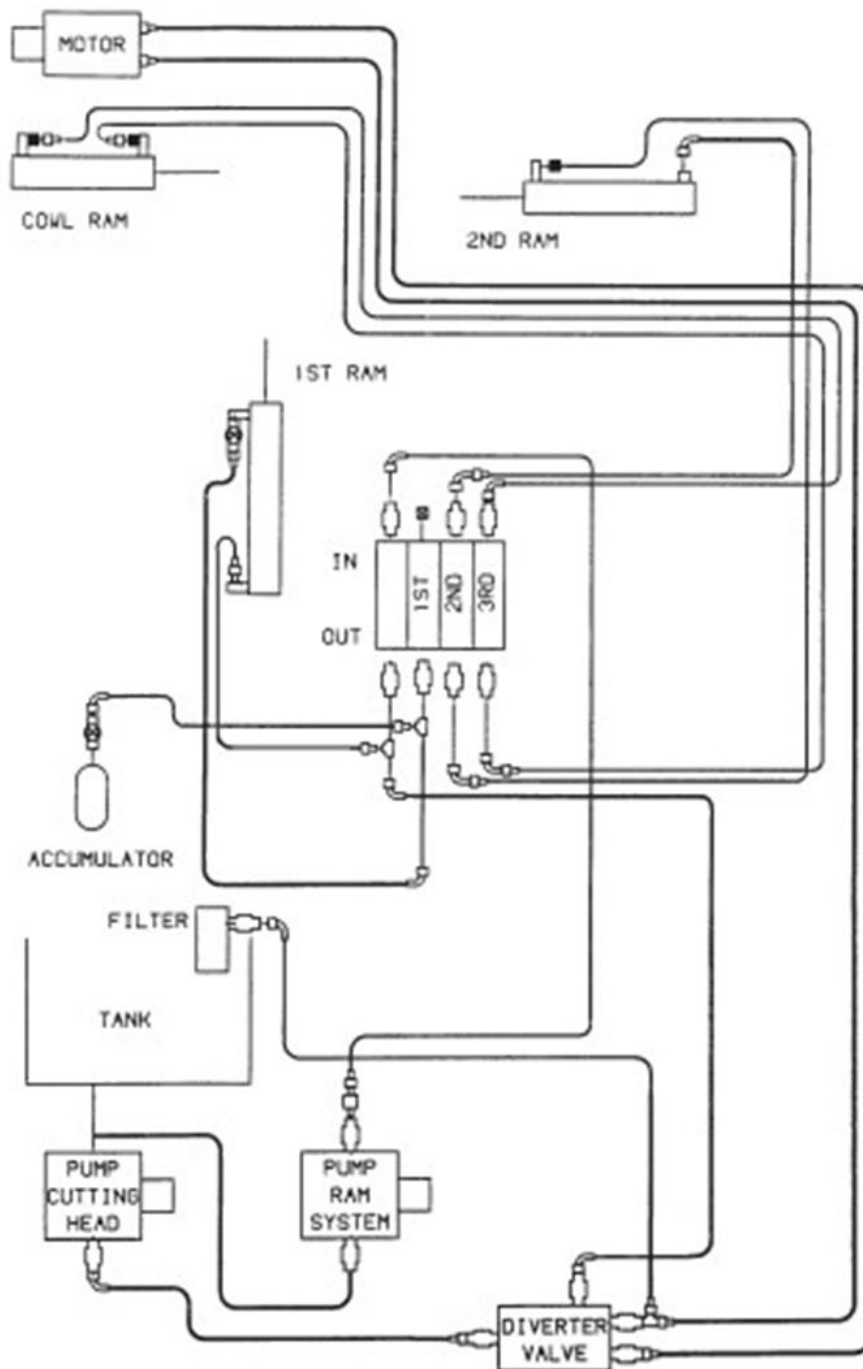 MOTOR
COWL RAM
2ND RAM
1ST RAM
IN
OUT
1ST
2ND
3RD
ACCUMULATOR
FILTER
TANK
PUMP
CUTTING
HEAD
PUMP
RAM
SYSTEM
DIVERTER
VALVE